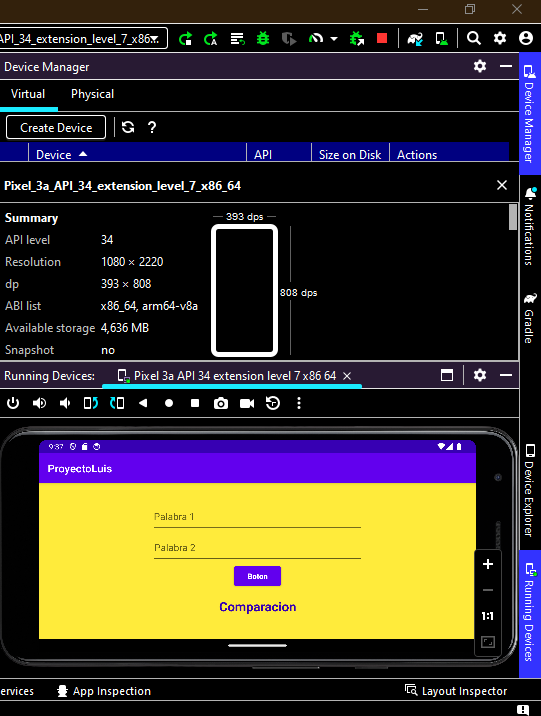 API_34_extension_level_7_x86...
Device Manager
Virtual Physical
Create Device ?
Device API Size on Disk Actions
Pixel_3a_API_34_extension_level_7_x86_64
Summary
API level 34
Resolution 1080 × 2220
dp 393 × 808
ABI list x86_64, arm64-v8a
Available storage 4,636 MB
Snapshot no
393 dps
808 dps
Running Devices: Pixel 3a API 34 extension level 7 x86 64
9:37
ProyectoLuis
Palabra 1
Palabra 2
Boton
Comparacion
1:1
ervices App Inspection Layout Inspector
Device Manager
Notifications
Gradle
Device Explorer
Running Devices